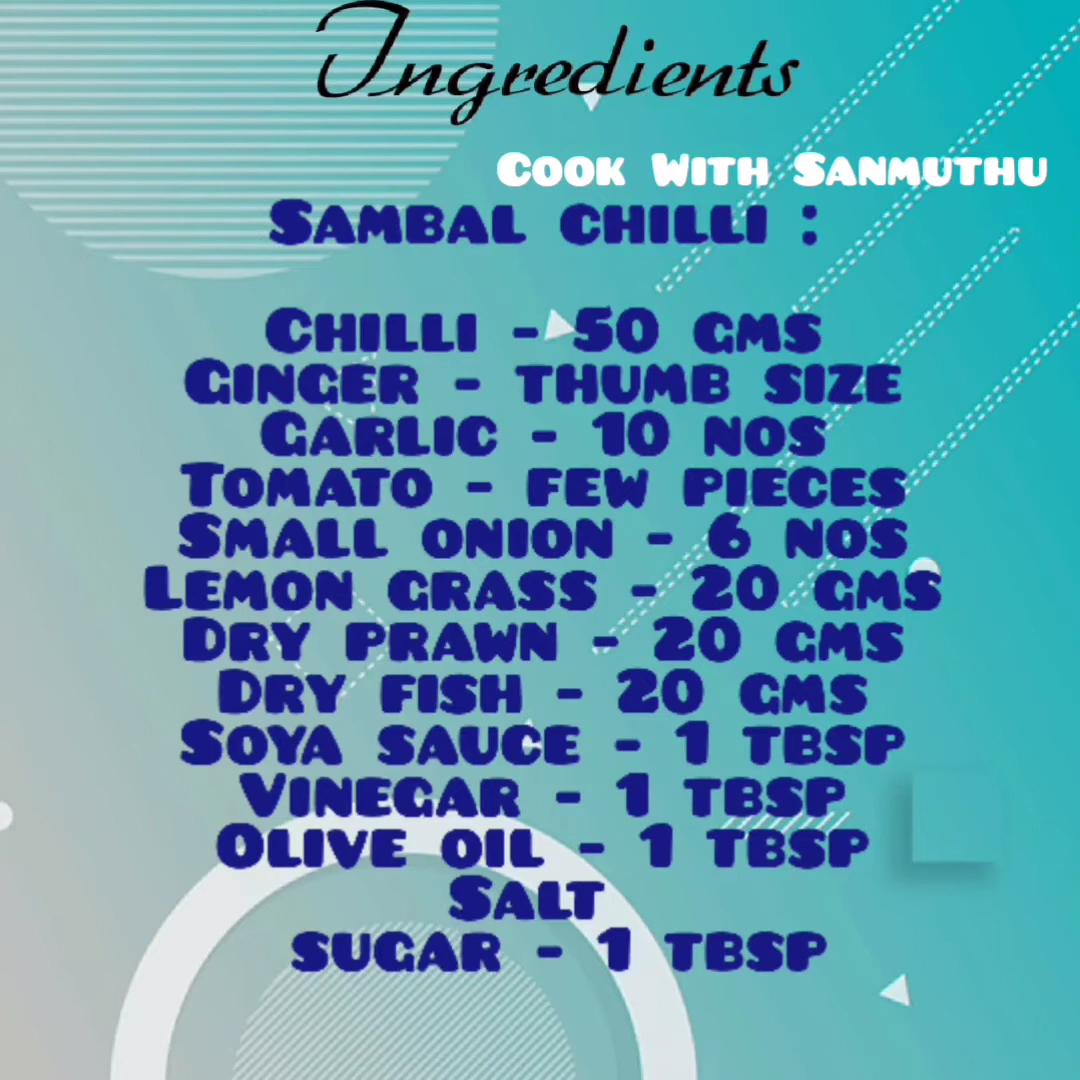 Ingredients
Cook With Sanmuthu
Sambal chilli :
Chilli - 50 gms
Ginger - thumb size
Garlic - 10 nos
Tomato - few pieces
Small onion - 6 nos
Lemon grass - 20 gms
Dry prawn - 20 gms
Dry fish - 20 gms
Soya sauce - 1 tbsp
Vinegar - 1 tbsp
Olive oil - 1 tbsp
Salt
sugar - 1 tbsp